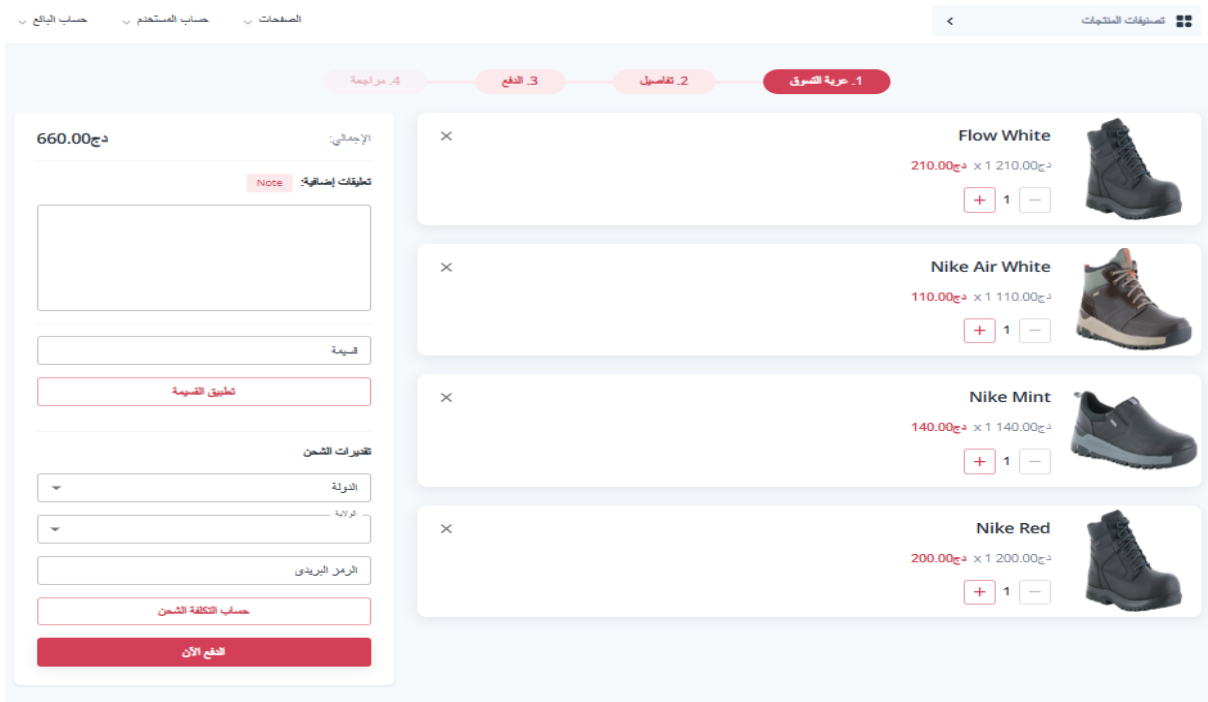 تصنيفات المنتجات
الصفحات
حساب المستخدم
حساب البائع
1. عربة التسوق
2. تفاصيل
3. الدفع
4. مراجعة
Flow White
دج210.00 x 1 دج210.00
1
Nike Air White
دج110.00 x 1 دج110.00
1
Nike Mint
دج140.00 x 1 دج140.00
1
Nike Red
دج200.00 x 1 دج200.00
1
الإجمالي: دج660.00
تعليقات إضافية: Note
قسيمة
تطبيق القسيمة
تقديرات الشحن
الدولة
الولاية
الرمز البريدى
حساب التكلفة الشحن
الدفع الآن